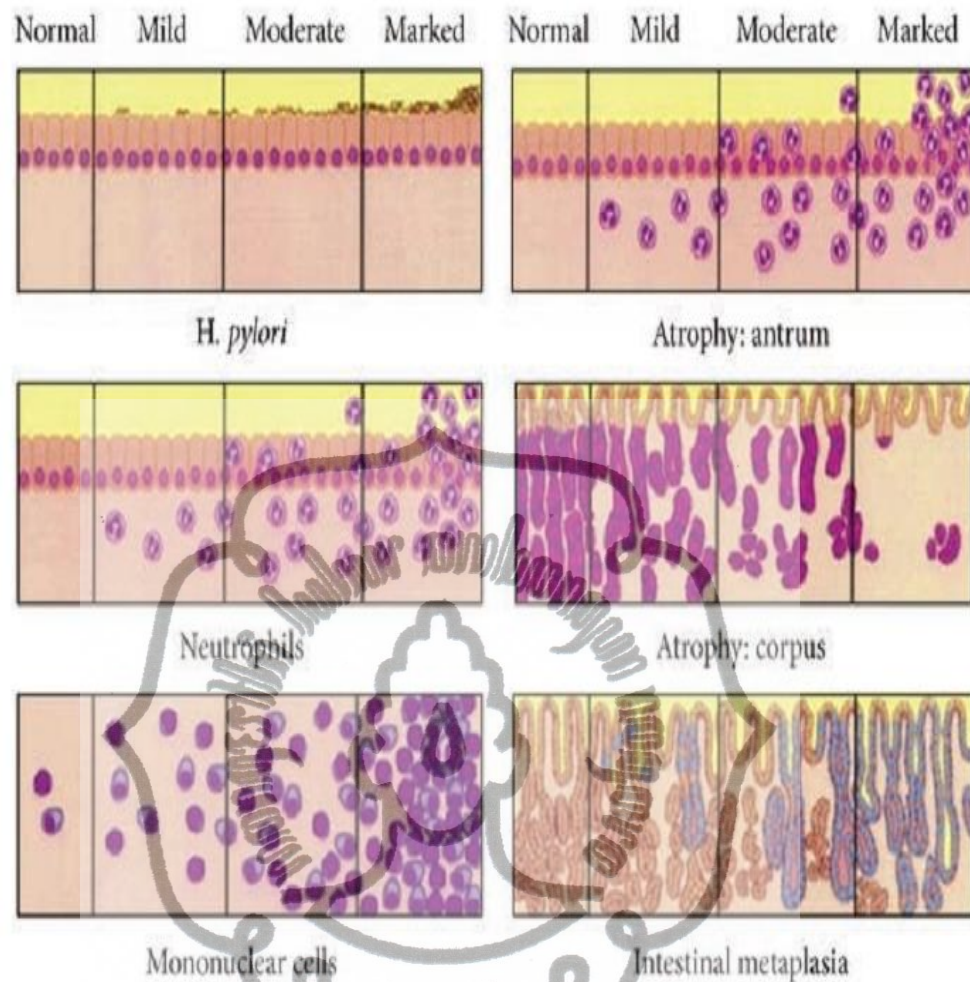 Normal Mild Moderate Marked
Normal Mild Moderate Marked
H. pylori
Atrophy: antrum
Neutrophils
Atrophy: corpus
Mononuclear cells
Intestinal metaplasia